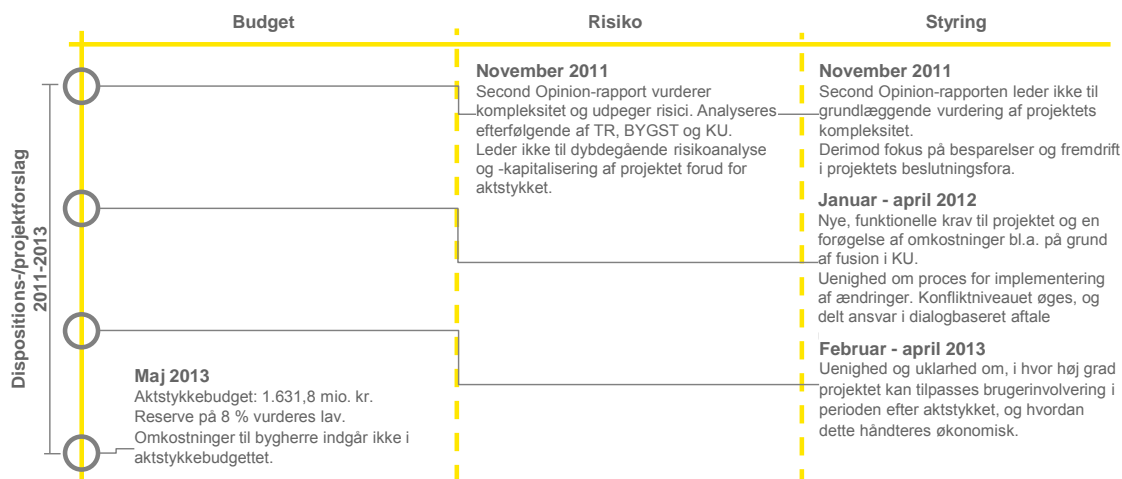 Budget
Risiko
Styring
Dispositions-/projektforslag
2011-2013
November 2011
Second Opinion-rapport vurderer
kompleksitet og udpeger risici. Analyseres
efterfølgende af TR, BYGST og KU.
Leder ikke til dybdegående risikoanalyse
og -kapitalisering af projektet forud for
aktstykket.
November 2011
Second Opinion-rapporten leder ikke til
grundlæggende vurdering af projektets
kompleksitet.
Derimod fokus på besparelser og fremdrift
i projektets beslutningsfora.
Januar - april 2012
Nye, funktionelle krav til projektet og en
forøgelse af omkostninger bl.a. på grund
af fusion i KU.
Uenighed om proces for implementering
af ændringer. Konfliktniveauet øges, og
delt ansvar i dialogbaseret aftale
Februar - april 2013
Uenighed og uklarhed om, i hvor høj grad
projektet kan tilpasses brugerinvolvering i
perioden efter aktstykket, og hvordan
dette håndteres økonomisk.
Maj 2013
Aktstykkebudget: 1.631,8 mio. kr.
Reserve på 8 % vurderes lav.
Omkostninger til bygherre indgår ikke i
aktstykkebudgettet.